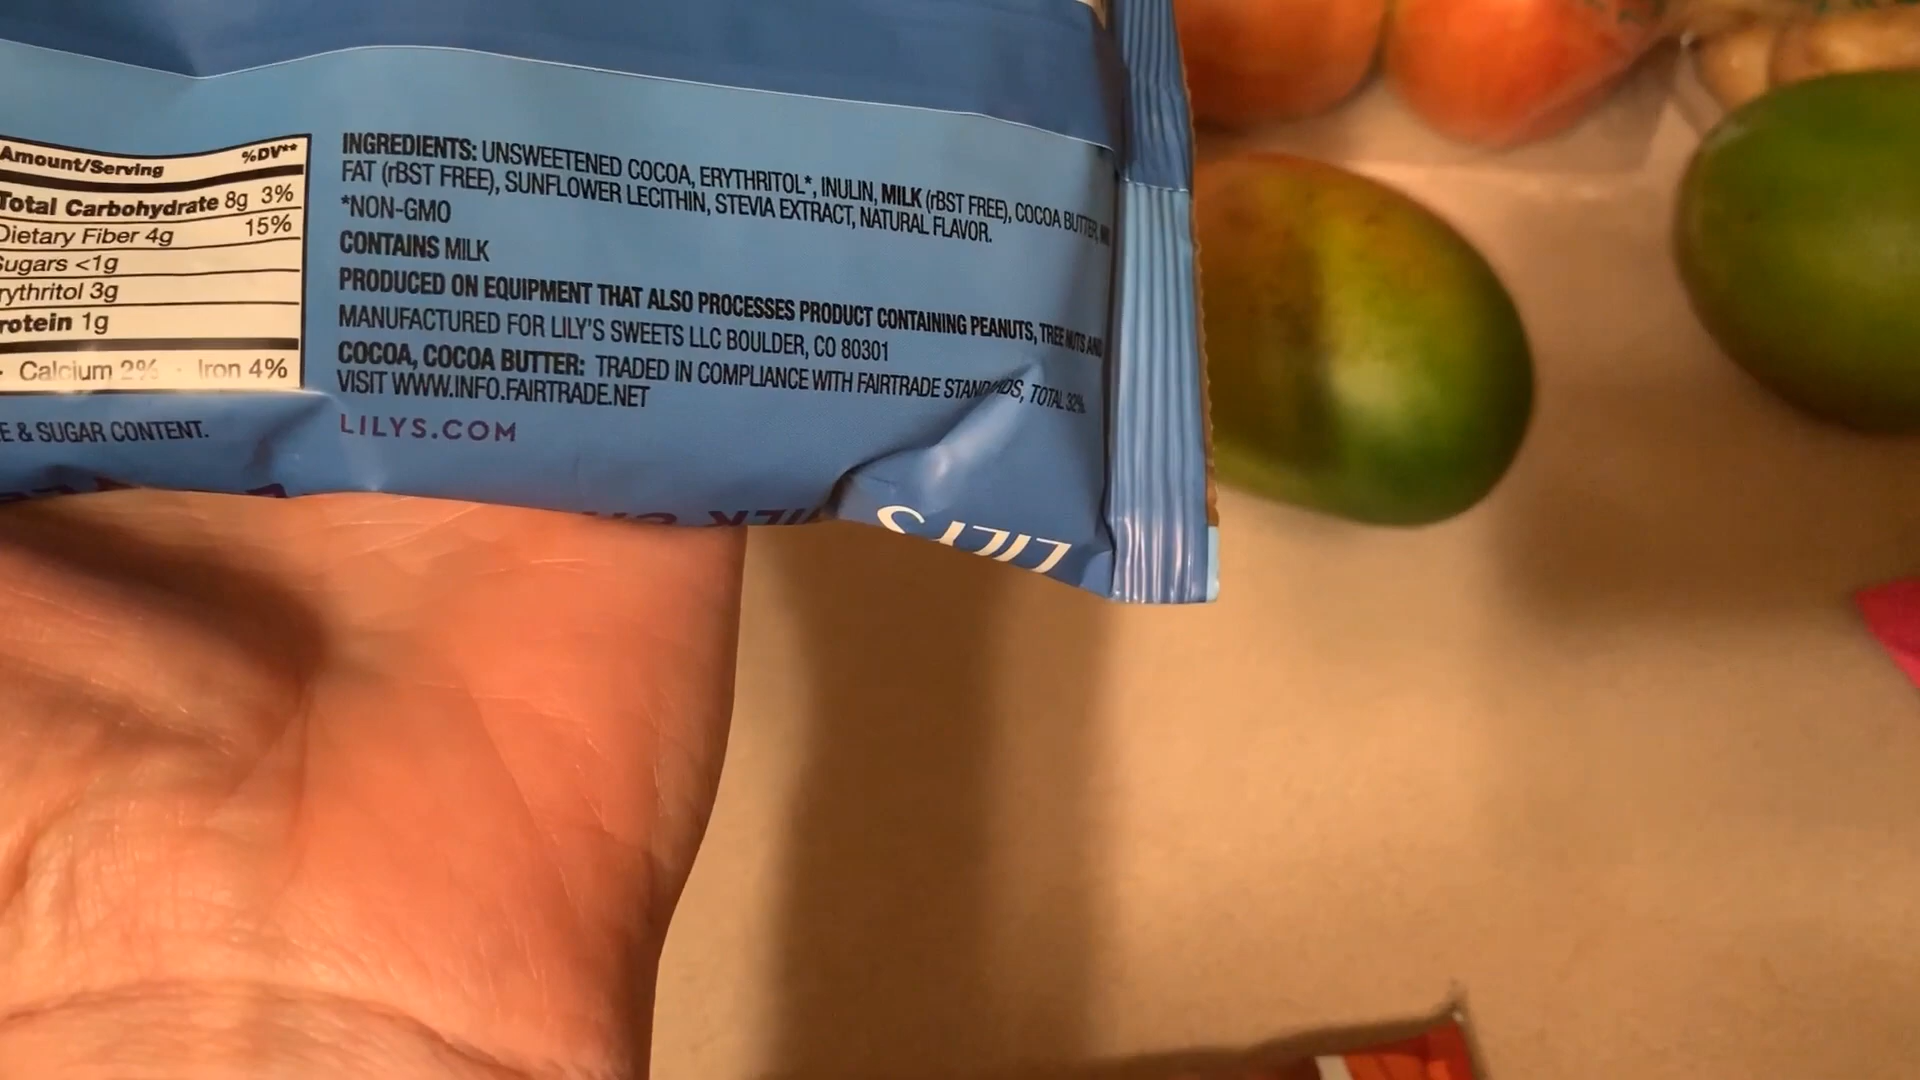 Amount/Serving %DV**
Total Carbohydrate 8g 3%
Dietary Fiber 4g 15%
Sugars <1g
rythritol 3g
rotein 1g
· Calcium 2% · Iron 4%
E & SUGAR CONTENT.
INGREDIENTS: UNSWEETENED COCOA, ERYTHRITOL*, INULIN, MILK (rBST FREE), COCOA BUTTER,
FAT (rBST FREE), SUNFLOWER LECITHIN, STEVIA EXTRACT, NATURAL FLAVOR.
*NON-GMO
CONTAINS MILK
PRODUCED ON EQUIPMENT THAT ALSO PROCESSES PRODUCT CONTAINING PEANUTS, TREE NUTS AND
MANUFACTURED FOR LILY'S SWEETS LLC BOULDER, CO 80301
COCOA, COCOA BUTTER: TRADED IN COMPLIANCE WITH FAIRTRADE STANDARDS, TOTAL 32%
VISIT WWW.INFO.FAIRTRADE.NET
LILYS.COM
LILY'S